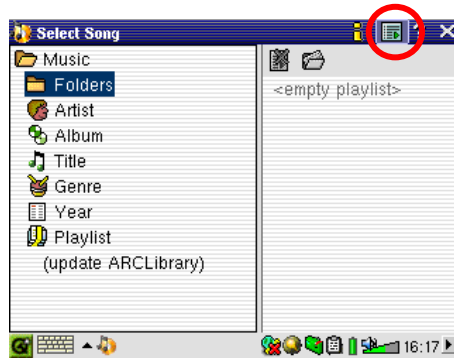 Select Song
Music
Folders
Artist
Album
Title
Genre
Year
Playlist
(update ARCLibrary)
<empty playlist>
16:17